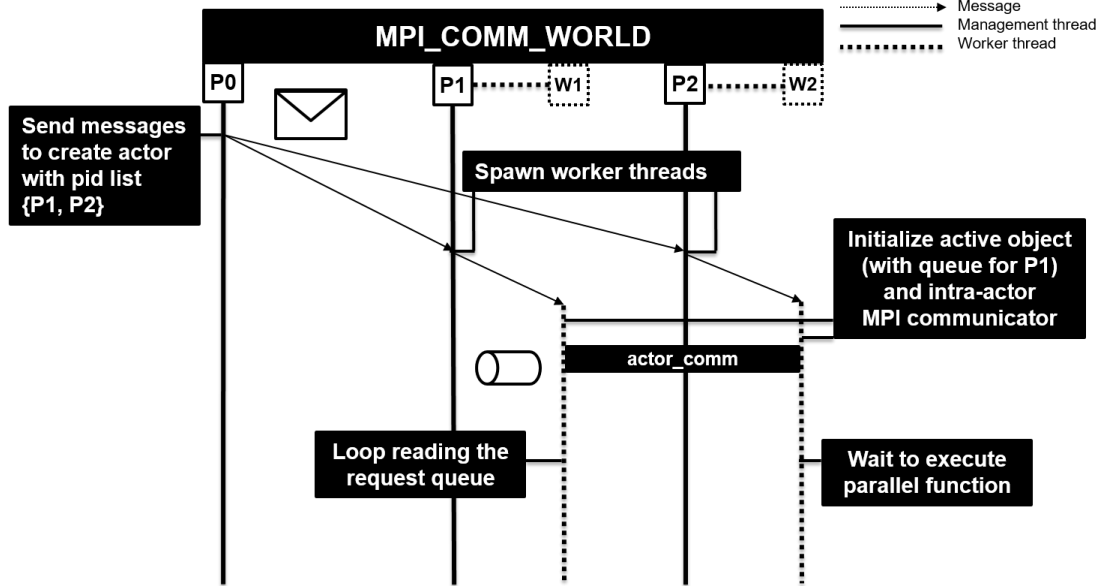 Message
Management thread
Worker thread
MPI_COMM_WORLD
P0
P1
W1
P2
W2
Send messages
to create actor
with pid list
{P1, P2}
Spawn worker threads
Initialize active object
(with queue for P1)
and intra-actor
MPI communicator
actor_comm
Loop reading the
request queue
Wait to execute
parallel function